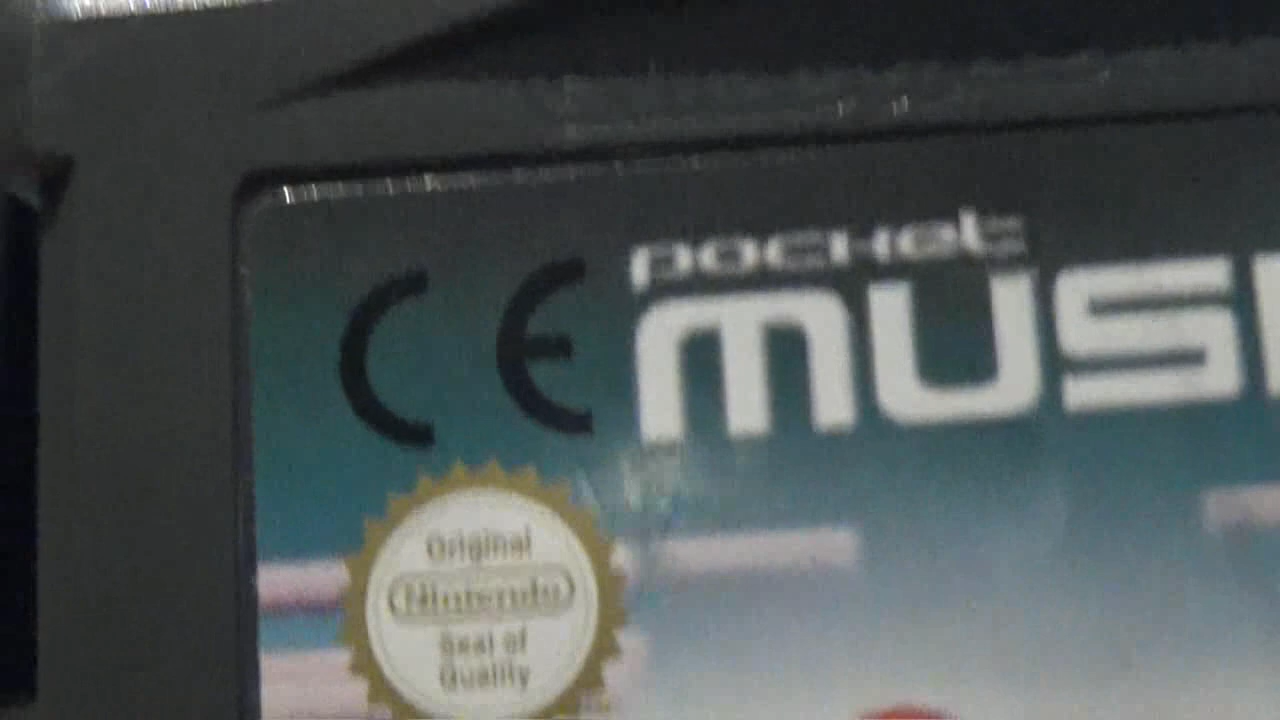 CE
pocket
MUSI
Original
Nintendo
Seal of
Quality